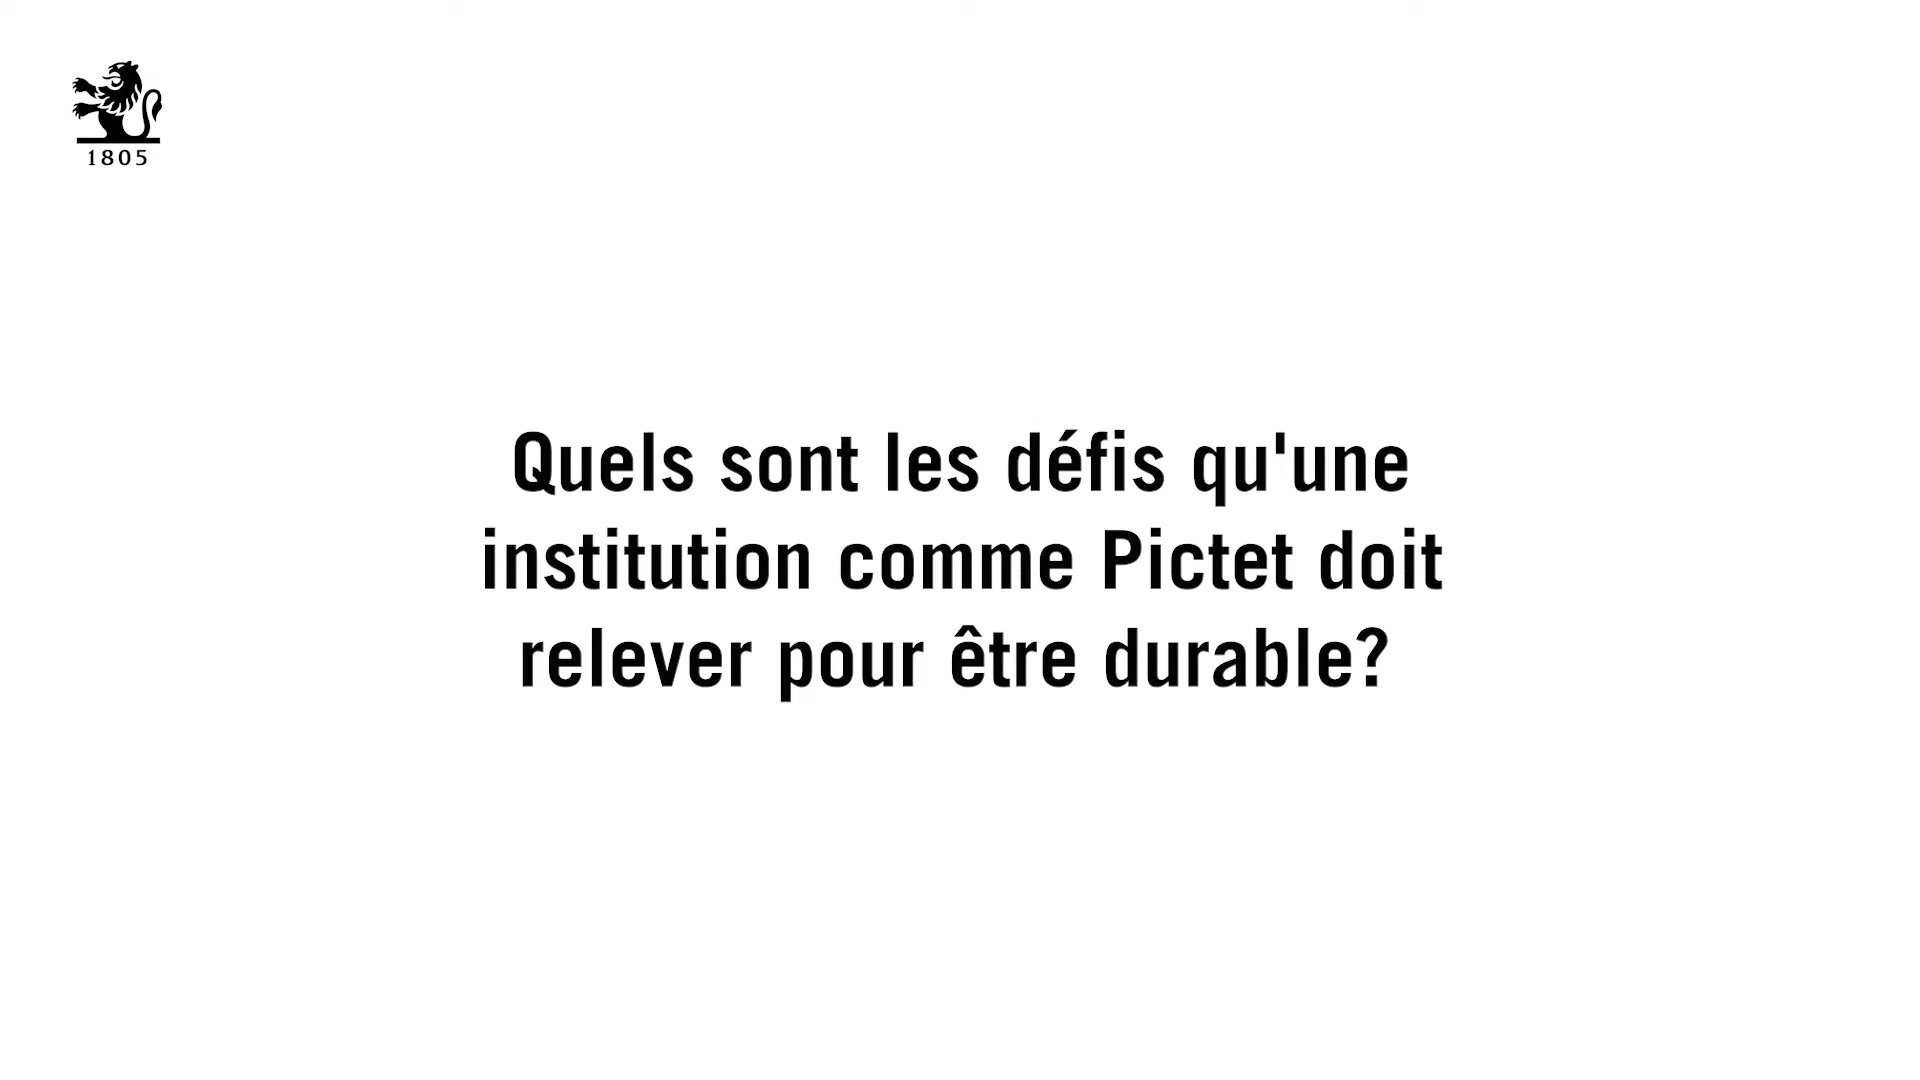 1805
Quels sont les défis qu'une
institution comme Pictet doit
relever pour être durable?